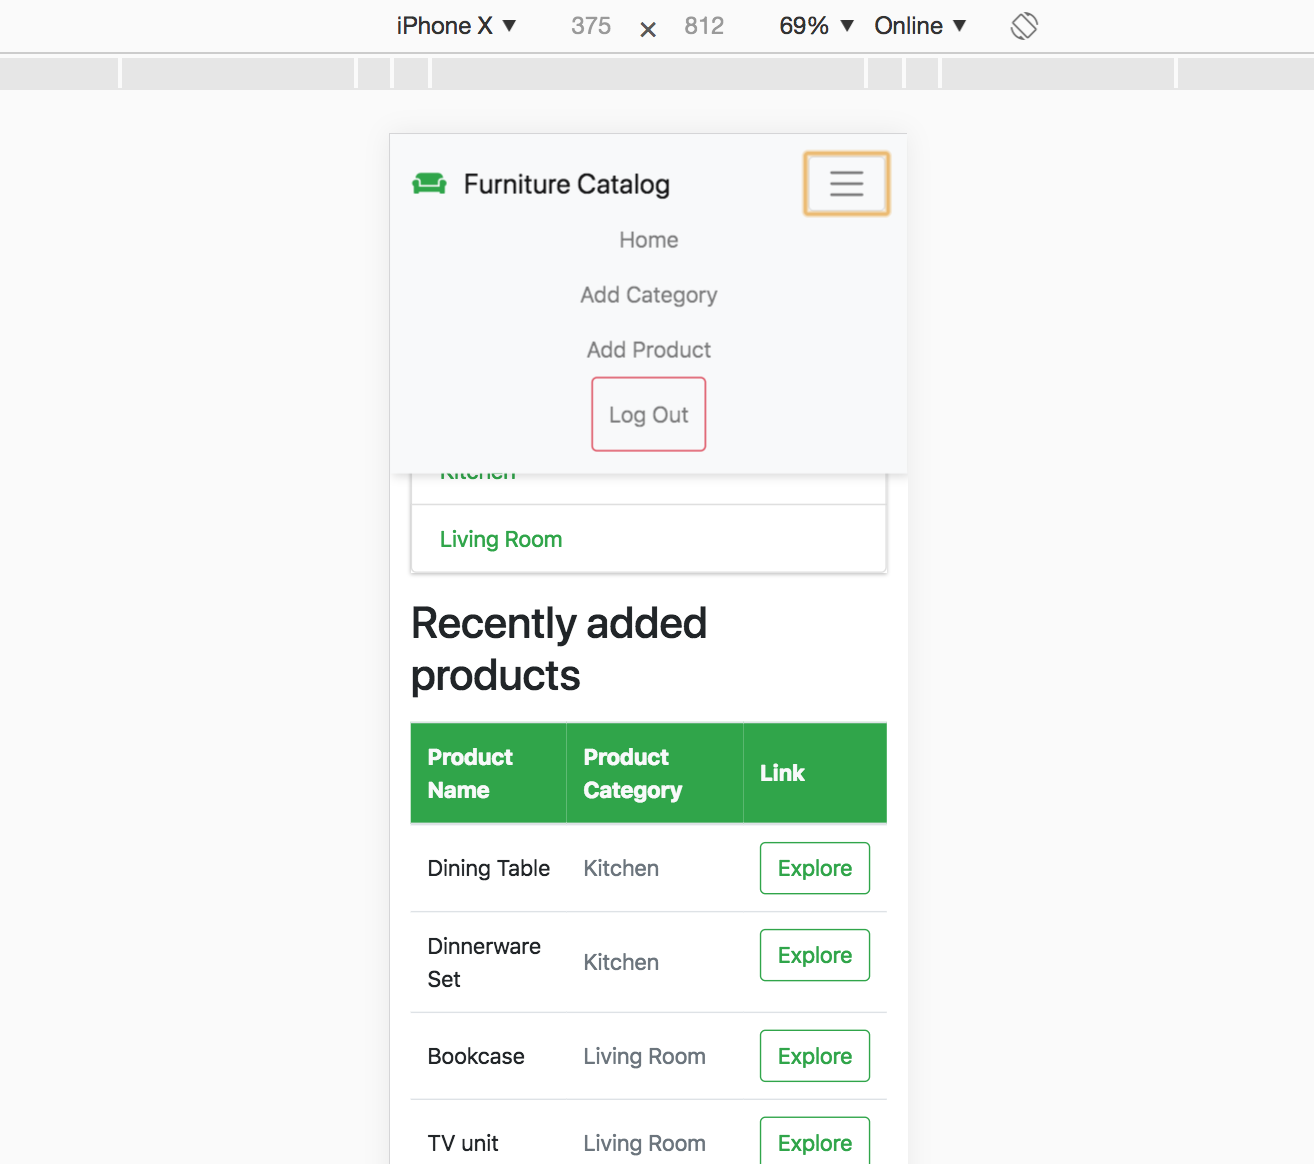 iPhone X ▼ 375 × 812 69% ▼ Online ▼
Furniture Catalog
Home
Add Category
Add Product
Log Out
Kitchen
Living Room
Recently added
products
Product
Name
Product
Category
Link
Dining Table Kitchen Explore
Dinnerware
Set
Kitchen
Explore
Bookcase Living Room Explore
TV unit Living Room Explore